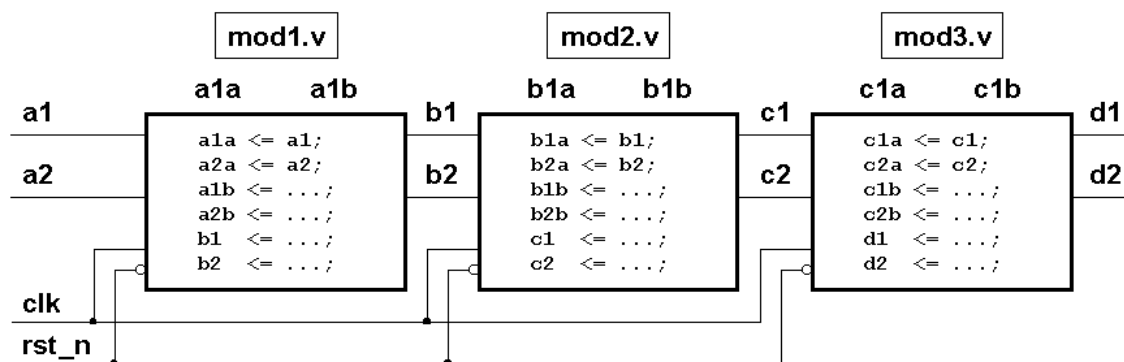 mod1.v mod2.v mod3.v
a1a a1b b1a b1b c1a c1b
a1 b1 c1 d1
a2 b2 c2 d2
a1a <= a1;
a2a <= a2;
a1b <= ...;
a2b <= ...;
b1 <= ...;
b2 <= ...;
b1a <= b1;
b2a <= b2;
b1b <= ...;
b2b <= ...;
c1 <= ...;
c2 <= ...;
c1a <= c1;
c2a <= c2;
c1b <= ...;
c2b <= ...;
d1 <= ...;
d2 <= ...;
clk
rst_n